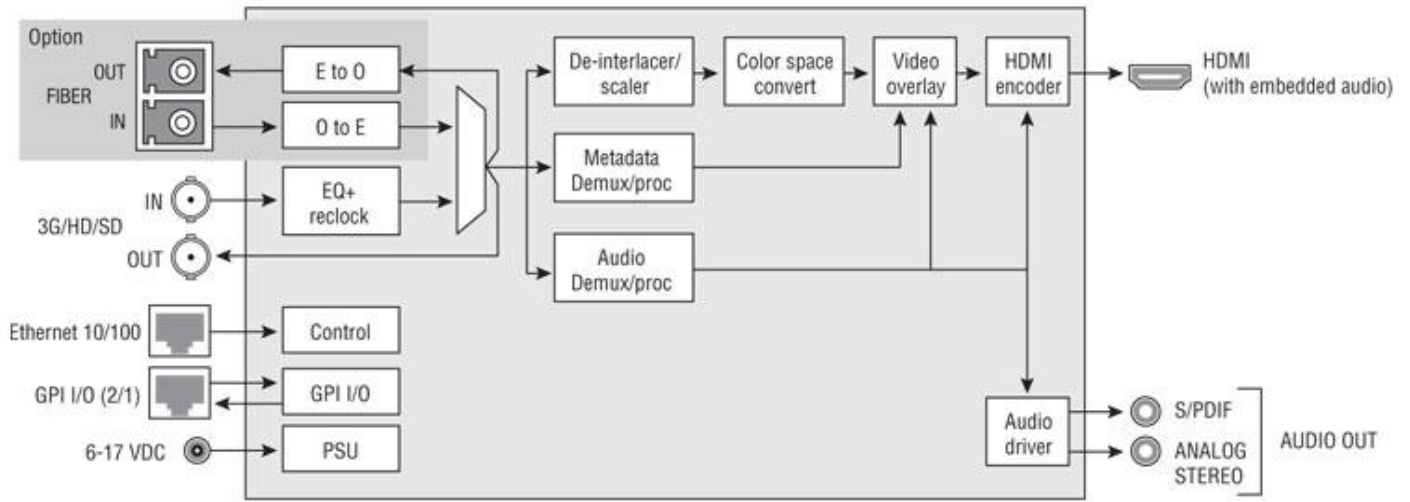 Option
OUT
FIBER
IN
E to O
O to E
IN
3G/HD/SD
OUT
EQ+
reclock
De-interlacer/
scaler
Color space
convert
Video
overlay
HDMI
encoder
HDMI
(with embedded audio)
Metadata
Demux/proc
Audio
Demux/proc
Ethernet 10/100
Control
GPI I/O (2/1)
GPI I/O
6-17 VDC
PSU
Audio
driver
S/PDIF
ANALOG
STEREO
AUDIO OUT